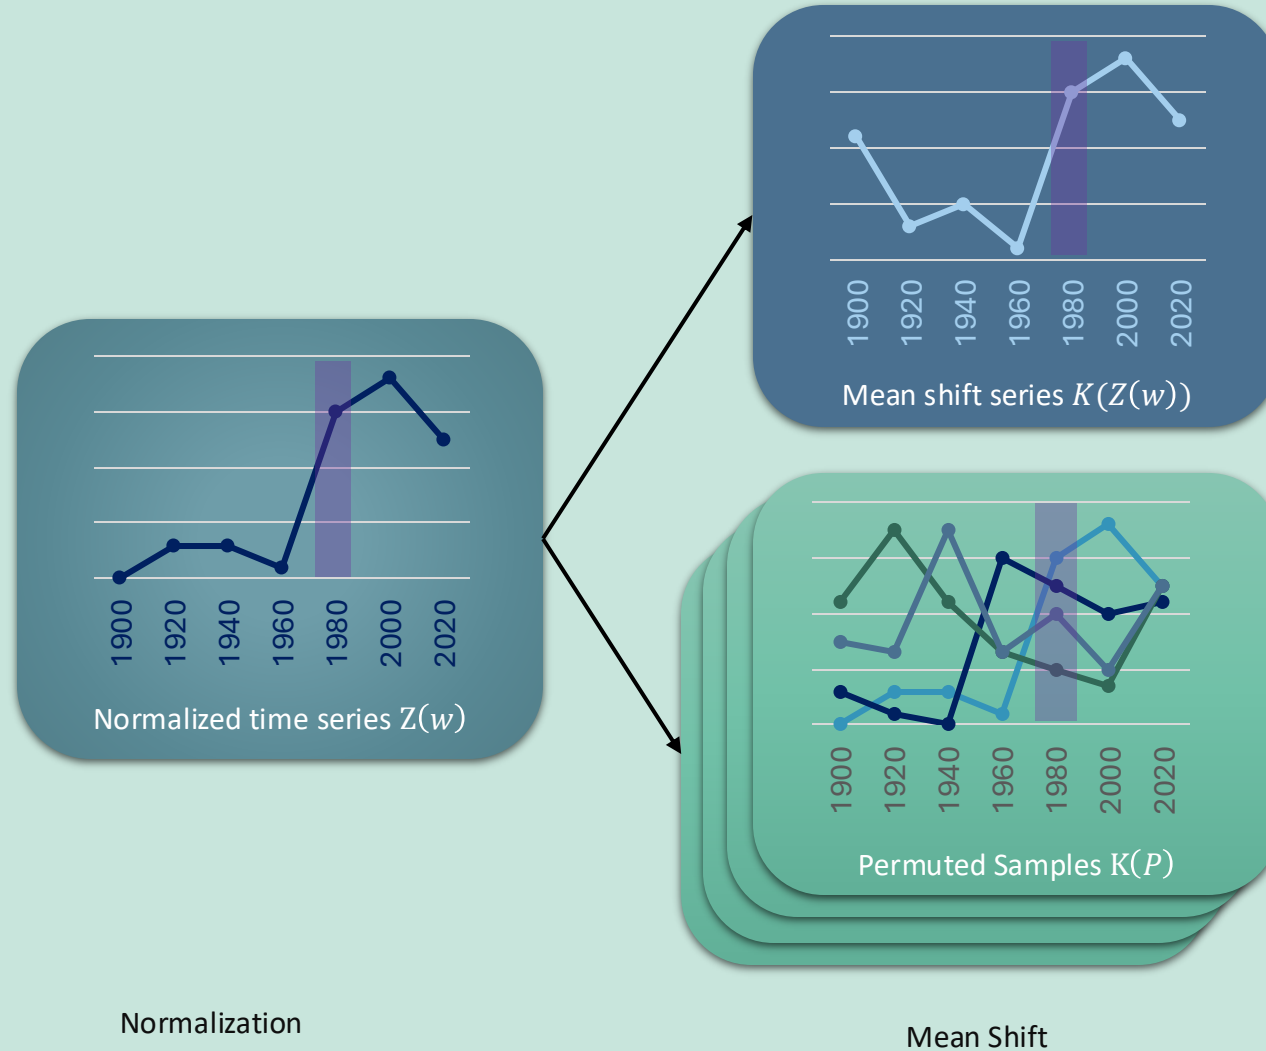 1900 1920 1940 1960 1980 2000 2020
Mean shift series K(Z(w))
1900 1920 1940 1960 1980 2000 2020
Normalized time series Z(w)
1900 1920 1940 1960 1980 2000 2020
Permuted Samples K(P)
Normalization
Mean Shift